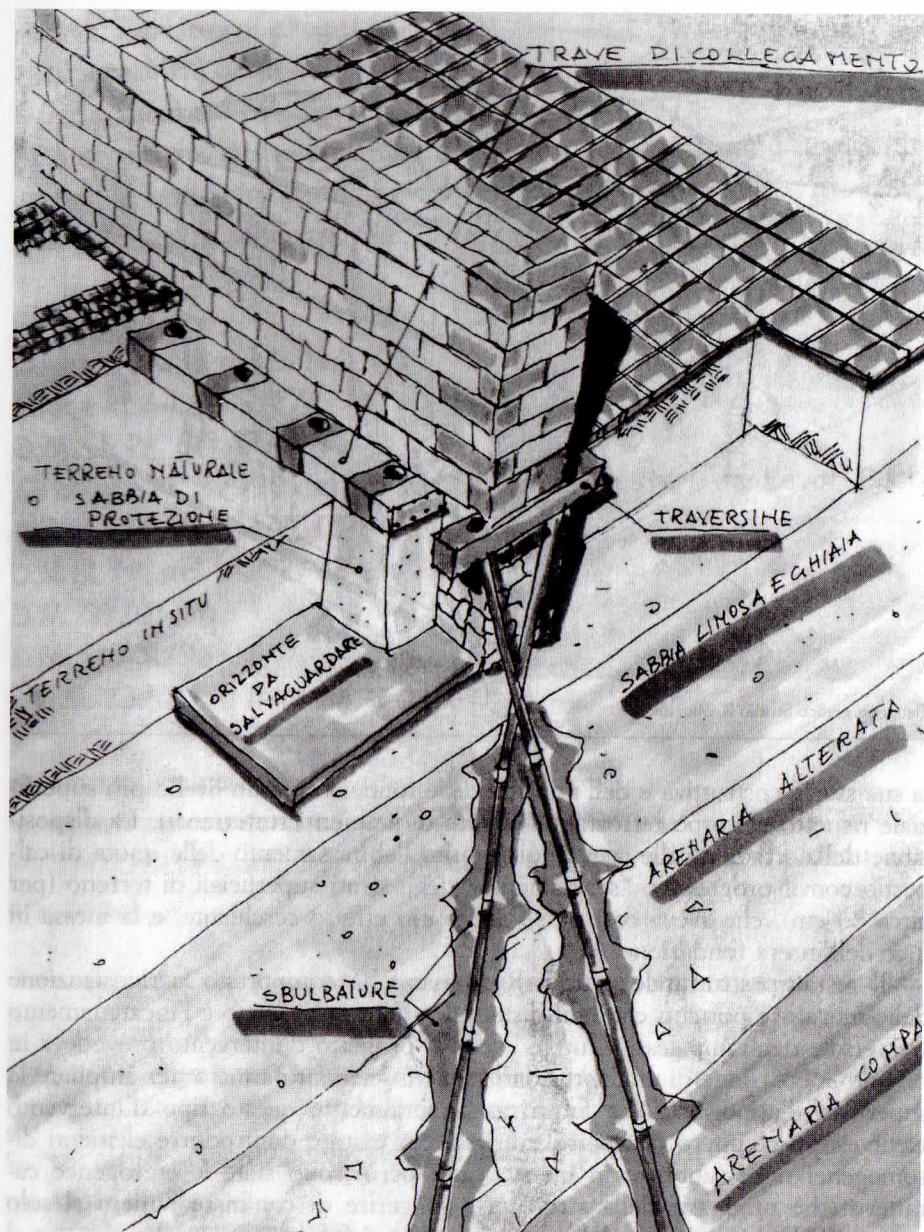 TRAVE DI COLLEGAMENTO
TERRENO NATURALE
O SABBIA DI
PROTEZIONE
TRAVERSINE
TERRENO IN SITU
ORIZZONTE
DA
SALVAGUARDARE
SABBIA LIMOSA E GHIAIA
ARENARIA ALTERATA
SBULBATURE
ARENARIA COMPA